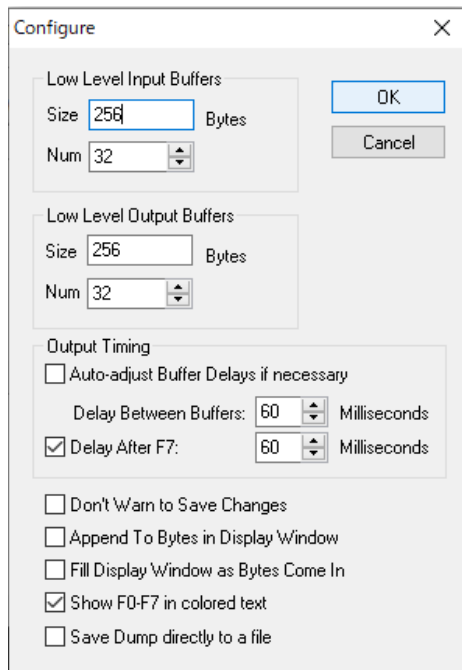 Configure
Low Level Input Buffers
OK
Size 256 Bytes
Num 32
Cancel
Low Level Output Buffers
Size 256 Bytes
Num 32
Output Timing
Auto-adjust Buffer Delays if necessary
Delay Between Buffers: 60 Milliseconds
Delay After F7: 60 Milliseconds
Don't Warn to Save Changes
Append To Bytes in Display Window
Fill Display Window as Bytes Come In
Show F0-F7 in colored text
Save Dump directly to a file